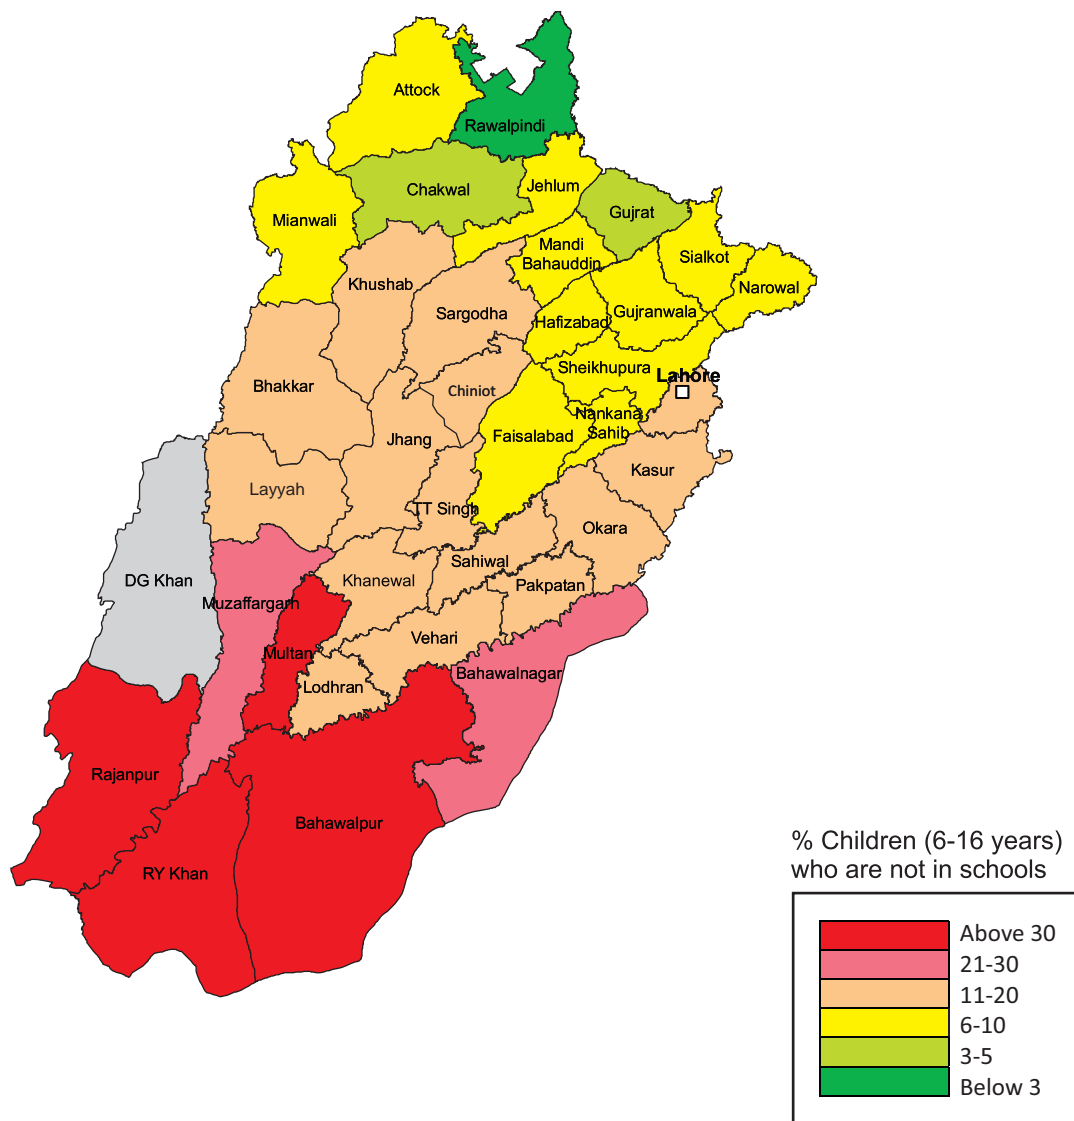 Attock
Rawalpindi
Chakwal
Jehlum
Gujrat
Mianwali
Mandi
Bahauddin
Sialkot
Khushab
Narowal
Sargodha
Hafizabad
Gujranwala
Sheikhupura
Lahore
Bhakkar
Chiniot
Nankana
Sahib
Jhang
Faisalabad
Kasur
Layyah
TT Singh
Okara
DG Khan
Khanewal
Sahiwal
Pakpatan
Muzaffargarh
Vehari
Multan
Bahawalnagar
Lodhran
Rajanpur
Bahawalpur
RY Khan
% Children (6-16 years)
who are not in schools
Above 30
21-30
11-20
6-10
3-5
Below 3